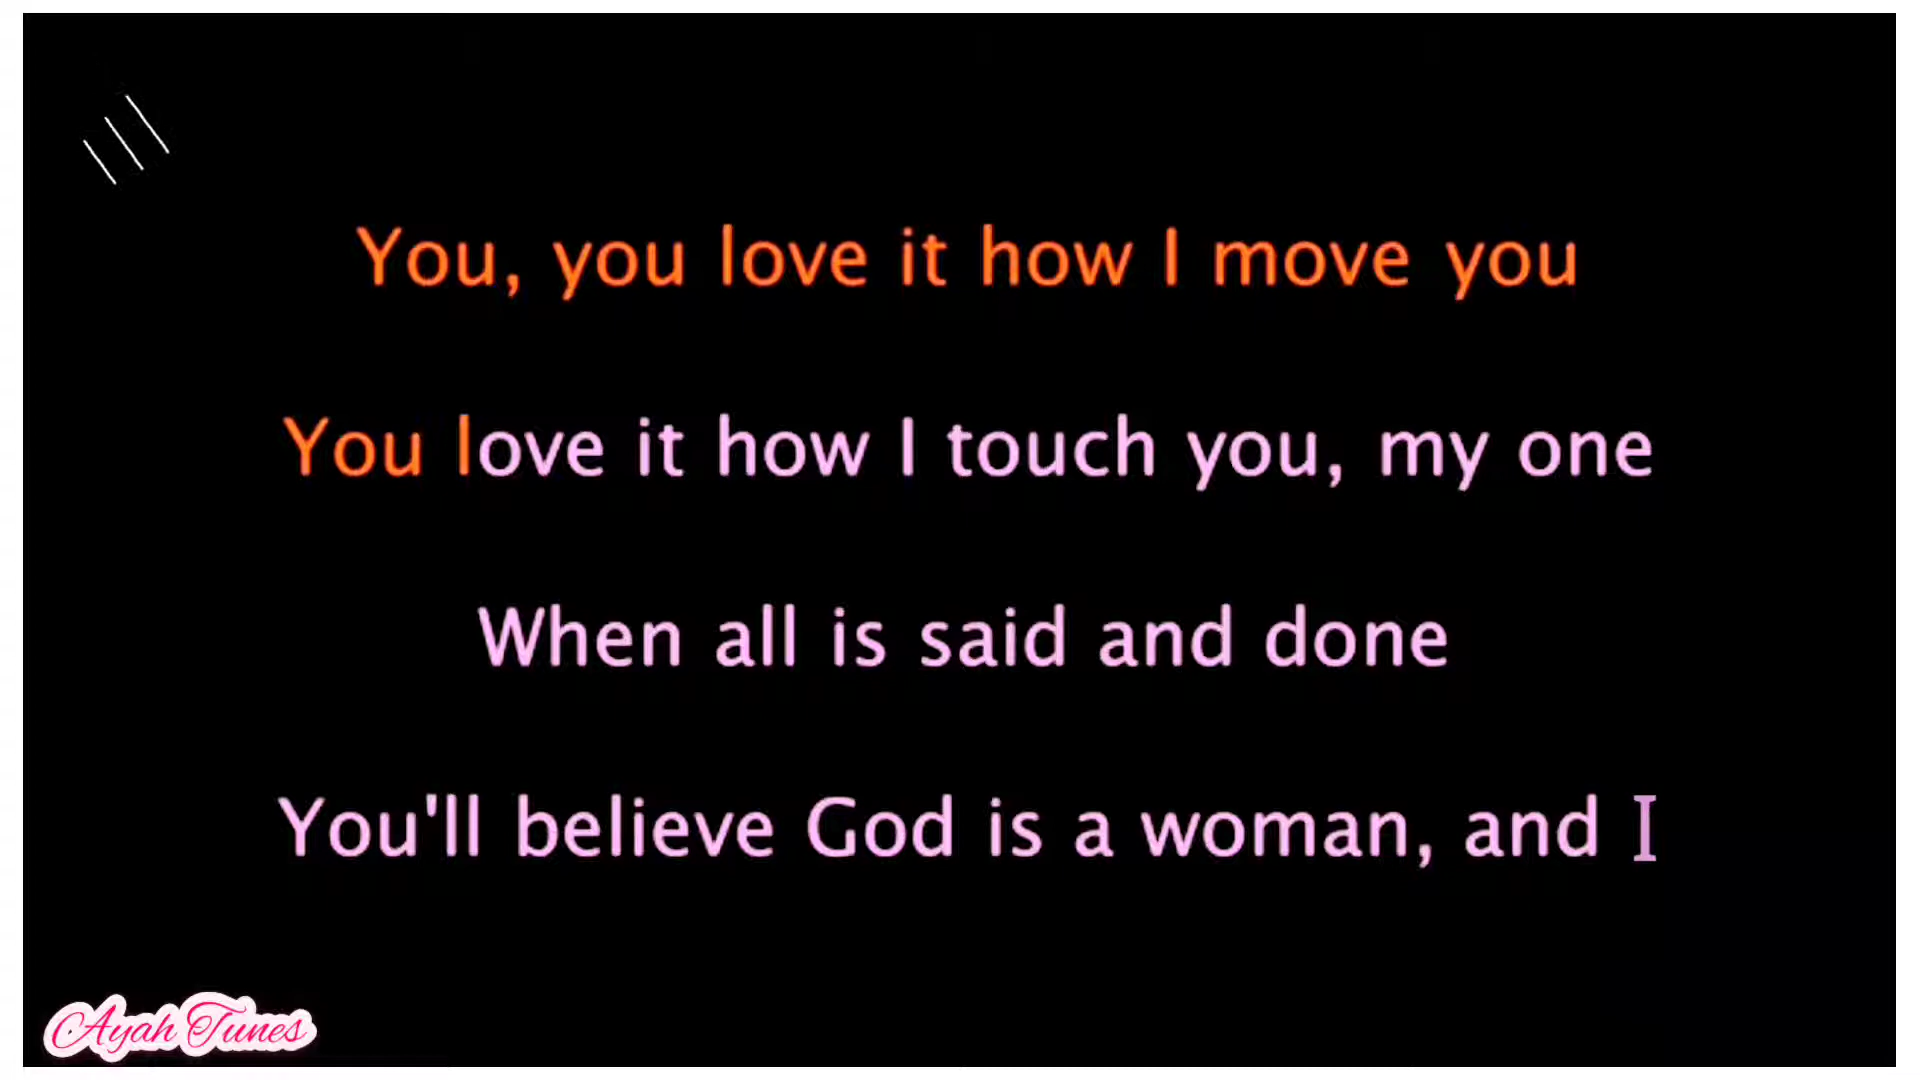 You, you love it how I move you
You love it how I touch you, my one
When all is said and done
You'll believe God is a woman, and I
Ayah Tunes